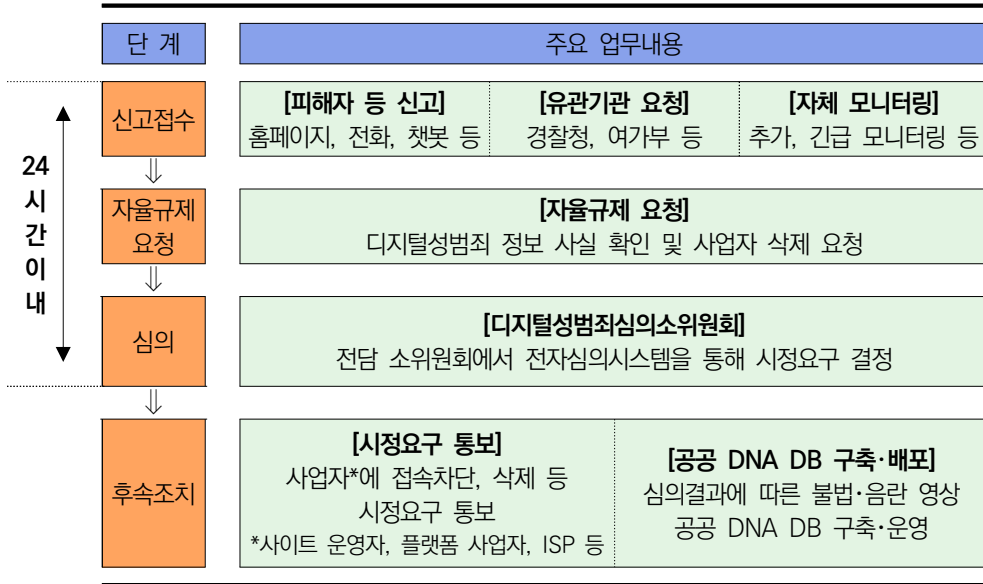 단 계
주요 업무내용
24
시
간
이
내
신고접수
[피해자 등 신고]
홈페이지, 전화, 챗봇 등
[유관기관 요청]
경찰청, 여가부 등
[자체 모니터링]
추가, 긴급 모니터링 등
⇓
자율규제
요청
[자율규제 요청]
디지털성범죄 정보 사실 확인 및 사업자 삭제 요청
⇓
심의
[디지털성범죄심의소위원회]
전담 소위원회에서 전자심의시스템을 통해 시정요구 결정
⇓
후속조치
[시정요구 통보]
사업자*에 접속차단, 삭제 등
시정요구 통보
*사이트 운영자, 플랫폼 사업자, ISP 등
[공공 DNA DB 구축·배포]
심의결과에 따른 불법·음란 영상
공공 DNA DB 구축·운영